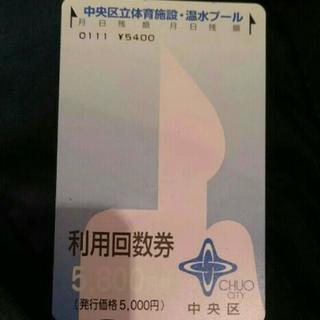 中央区立体育施設・温水プール
月 日 残 額 月 日 残 額
0111 ¥5400
利用回数券
5,600
CHUO
CITY
(発行価格5,000円)
中央区